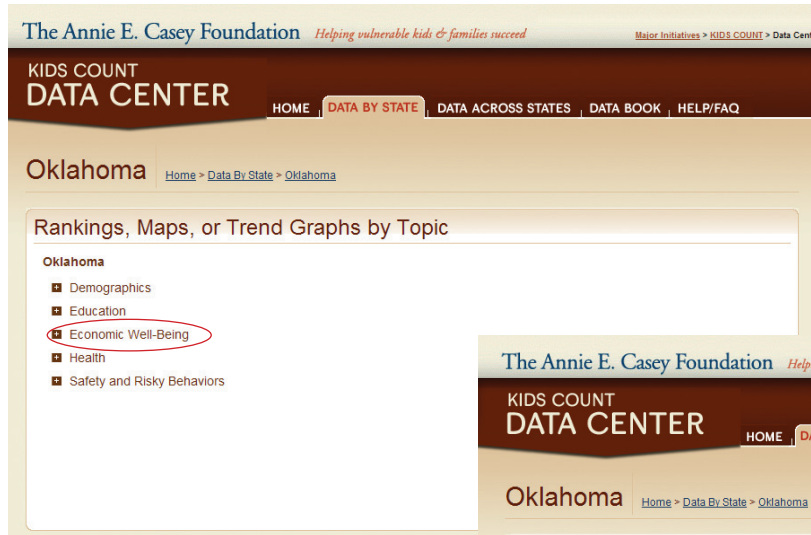 The Annie E. Casey Foundation Helping vulnerable kids & families succeed Major Initiatives > KIDS COUNT > Data Cent
KIDS COUNT
DATA CENTER
HOME DATA BY STATE DATA ACROSS STATES DATA BOOK HELP/FAQ
Oklahoma Home > Data By State > Oklahoma
Rankings, Maps, or Trend Graphs by Topic
Oklahoma
Demographics
Education
Economic Well-Being
Health
Safety and Risky Behaviors
The Annie E. Casey Foundation Help
KIDS COUNT
DATA CENTER
HOME DA
Oklahoma Home > Data By State > Oklahoma